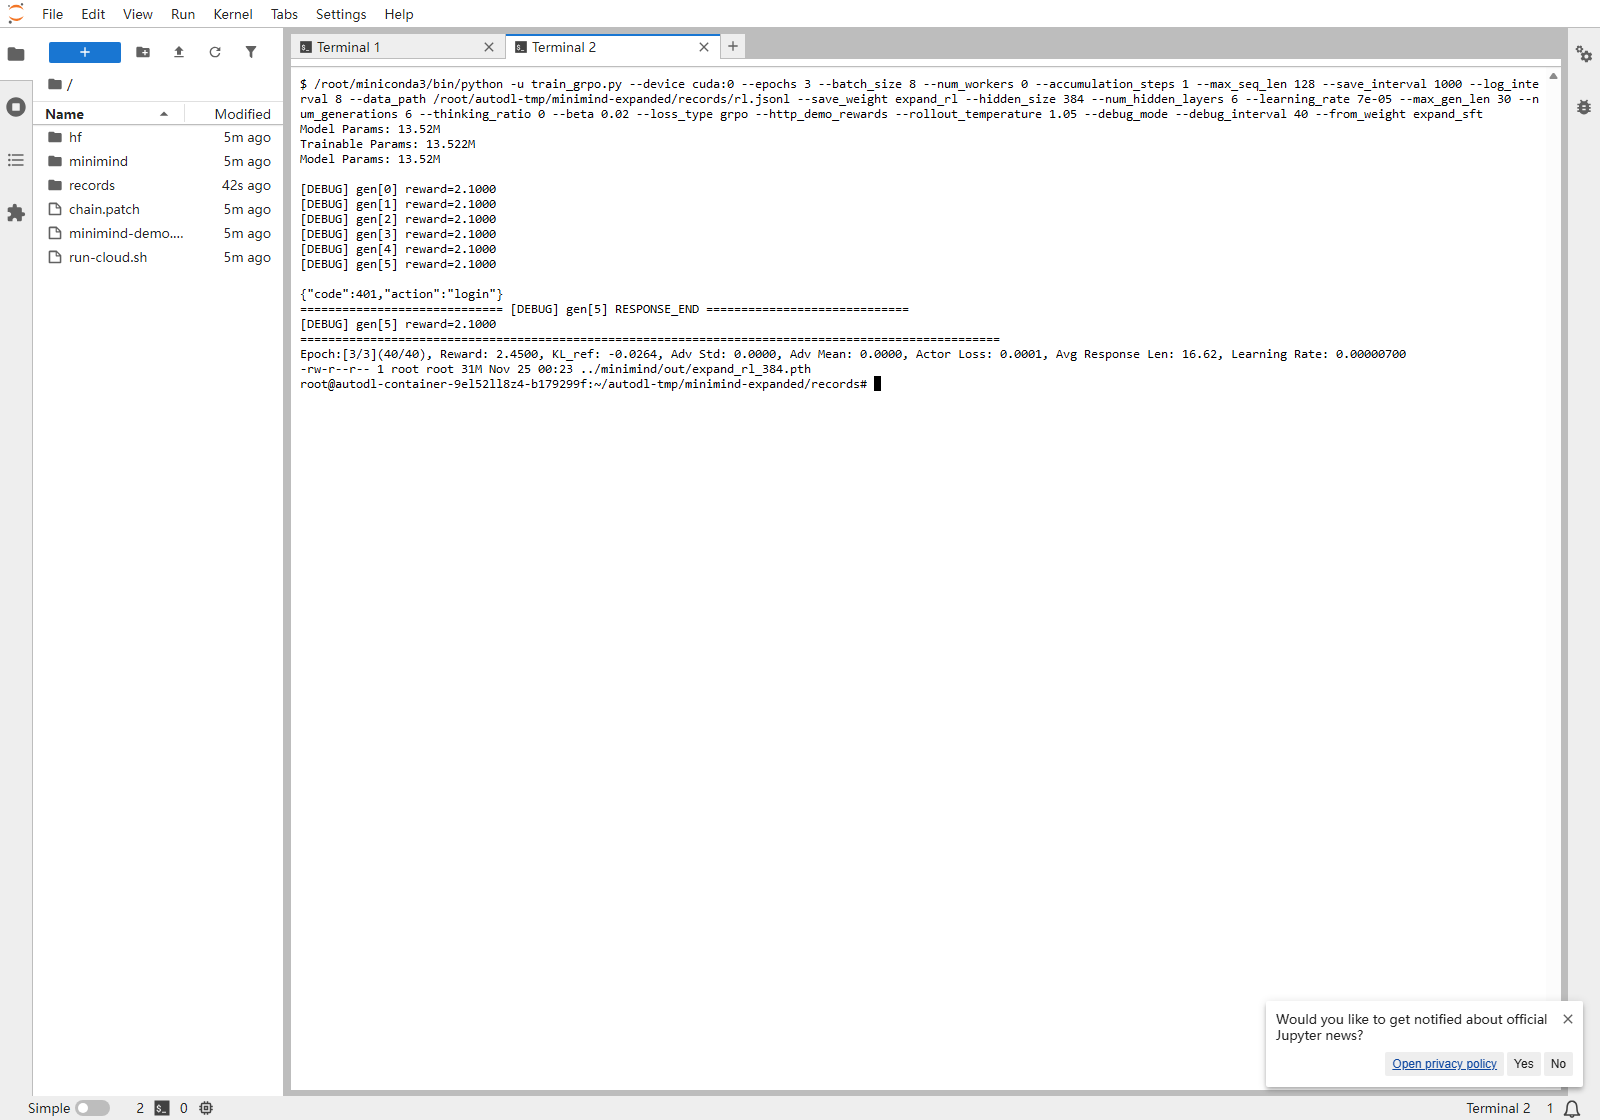 File Edit View Run Kernel Tabs Settings Help
+
/
Name Modified
hf 5m ago
minimind 5m ago
records 42s ago
chain.patch 5m ago
minimind-demo.... 5m ago
run-cloud.sh 5m ago
Terminal 1
Terminal 2
$ /root/miniconda3/bin/python -u train_grpo.py --device cuda:0 --epochs 3 --batch_size 8 --num_workers 0 --accumulation_steps 1 --max_seq_len 128 --save_interval 1000 --log_inte
rval 8 --data_path /root/autodl-tmp/minimind-expanded/records/rl.jsonl --save_weight expand_rl --hidden_size 384 --num_hidden_layers 6 --learning_rate 7e-05 --max_gen_len 30 --n
um_generations 6 --thinking_ratio 0 --beta 0.02 --loss_type grpo --http_demo_rewards --rollout_temperature 1.05 --debug_mode --debug_interval 40 --from_weight expand_sft
Model Params: 13.52M
Trainable Params: 13.522M
Model Params: 13.52M
[DEBUG] gen[0] reward=2.1000
[DEBUG] gen[1] reward=2.1000
[DEBUG] gen[2] reward=2.1000
[DEBUG] gen[3] reward=2.1000
[DEBUG] gen[4] reward=2.1000
[DEBUG] gen[5] reward=2.1000
{"code":401,"action":"login"}
============================= [DEBUG] gen[5] RESPONSE_END =============================
[DEBUG] gen[5] reward=2.1000
====================================================================================================
Epoch:[3/3](40/40), Reward: 2.4500, KL_ref: -0.0264, Adv Std: 0.0000, Adv Mean: 0.0000, Actor Loss: 0.0001, Avg Response Len: 16.62, Learning Rate: 0.00000700
-rw-r--r-- 1 root root 31M Nov 25 00:23 ../minimind/out/expand_rl_384.pth
root@autodl-container-9el52ll8z4-b179299f:~/autodl-tmp/minimind-expanded/records#
Would you like to get notified about official
Jupyter news?
Open privacy policy Yes No
Simple 2 0 Terminal 2 1